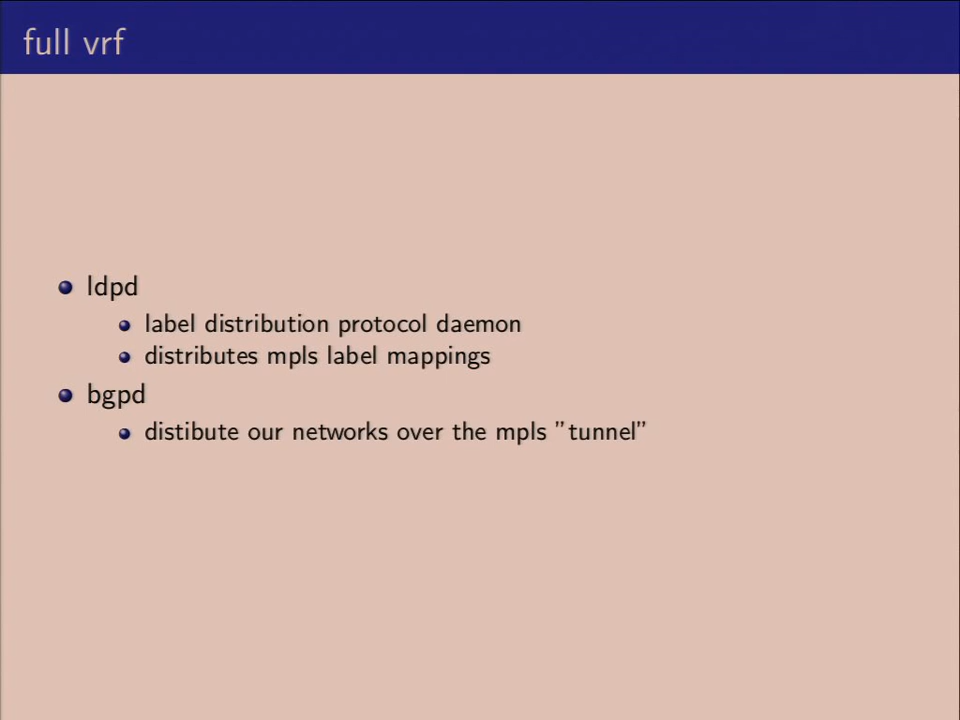 full vrf
ldpd
label distribution protocol daemon
distributes mpls label mappings
bgpd
distibute our networks over the mpls ”tunnel”